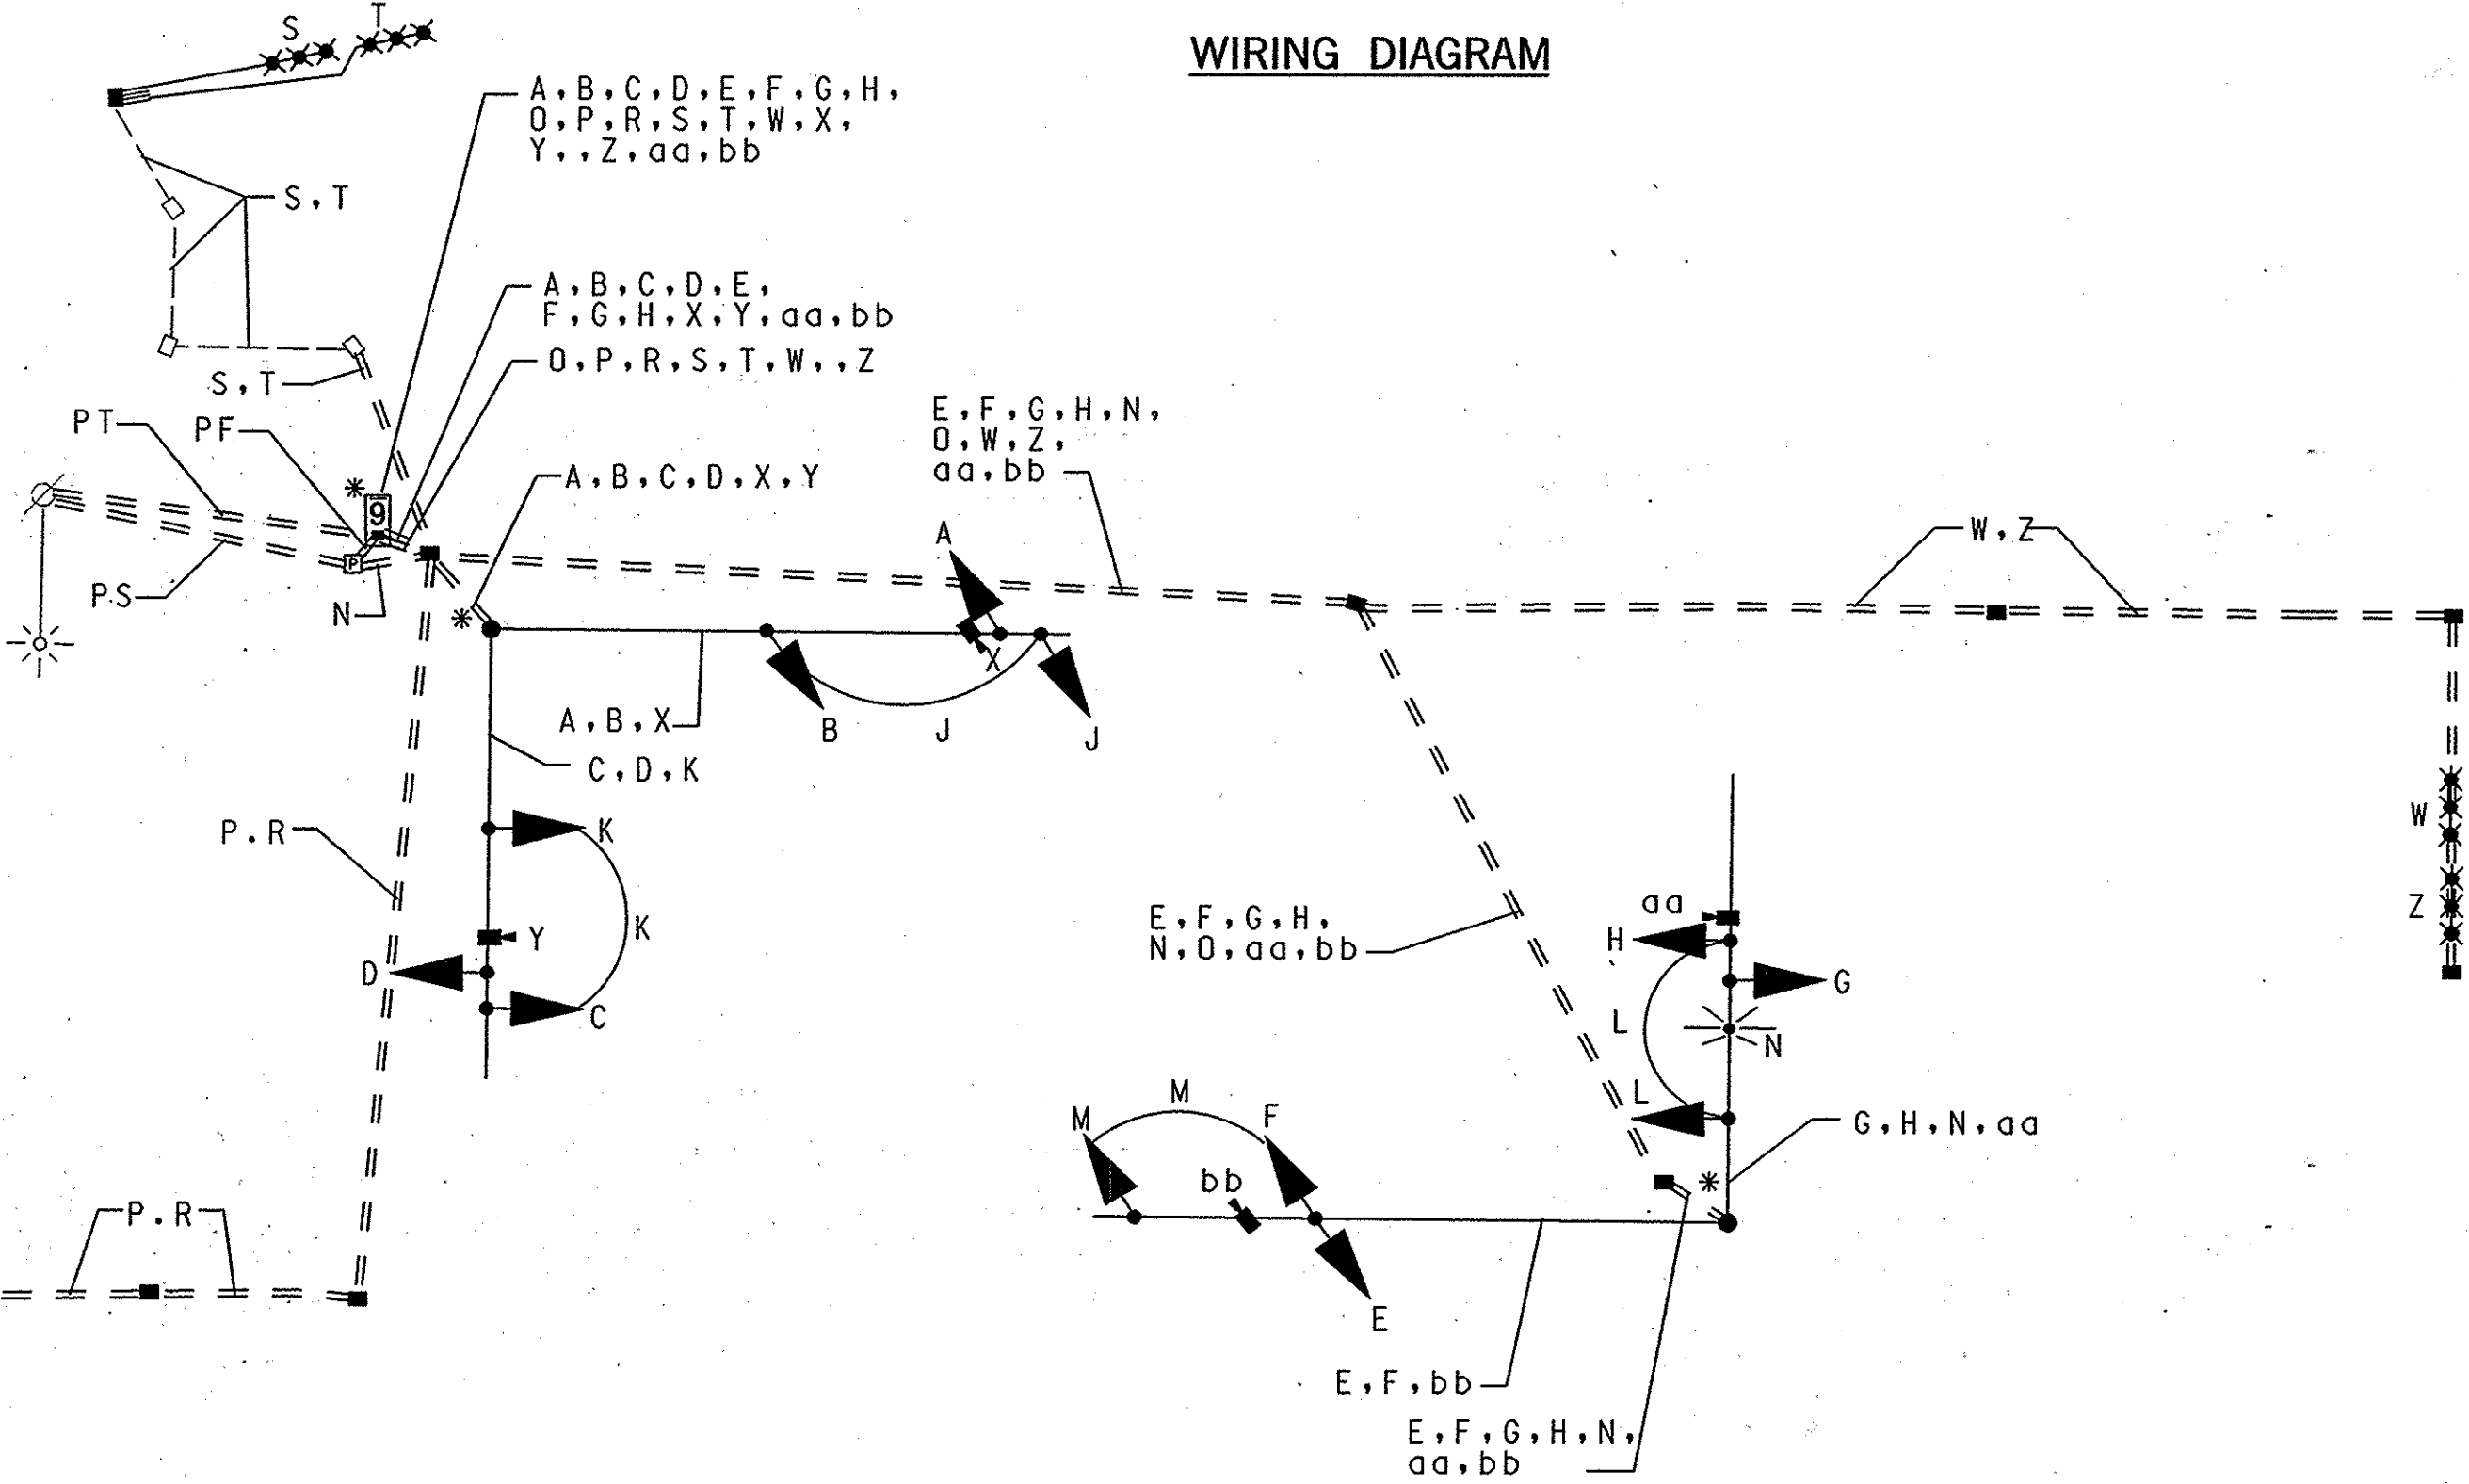 WIRING DIAGRAM
S
T
A,B,C,D,E,F,G,H,
O,P,R,S,T,W,X,
Y,,Z,aa,bb
S,T
A,B,C,D,E,
F,G,H,X,Y,aa,bb
O,P,R,S,T,W,,Z
S,T
PT
PF
E,F,G,H,N,
O,W,Z,
aa,bb
A,B,C,D,X,Y
*
9
W,Z
A
P
PS
N
*
X
A,B,X
B
J
J
C,D,K
P.R
K
W
K
Y
D
C
E,F,G,H,
N,O,aa,bb
aa
H
G
Z
L
N
L
M
M
F
G,H,N,aa
bb
*
P.R
E
E,F,bb
E,F,G,H,N,
aa,bb